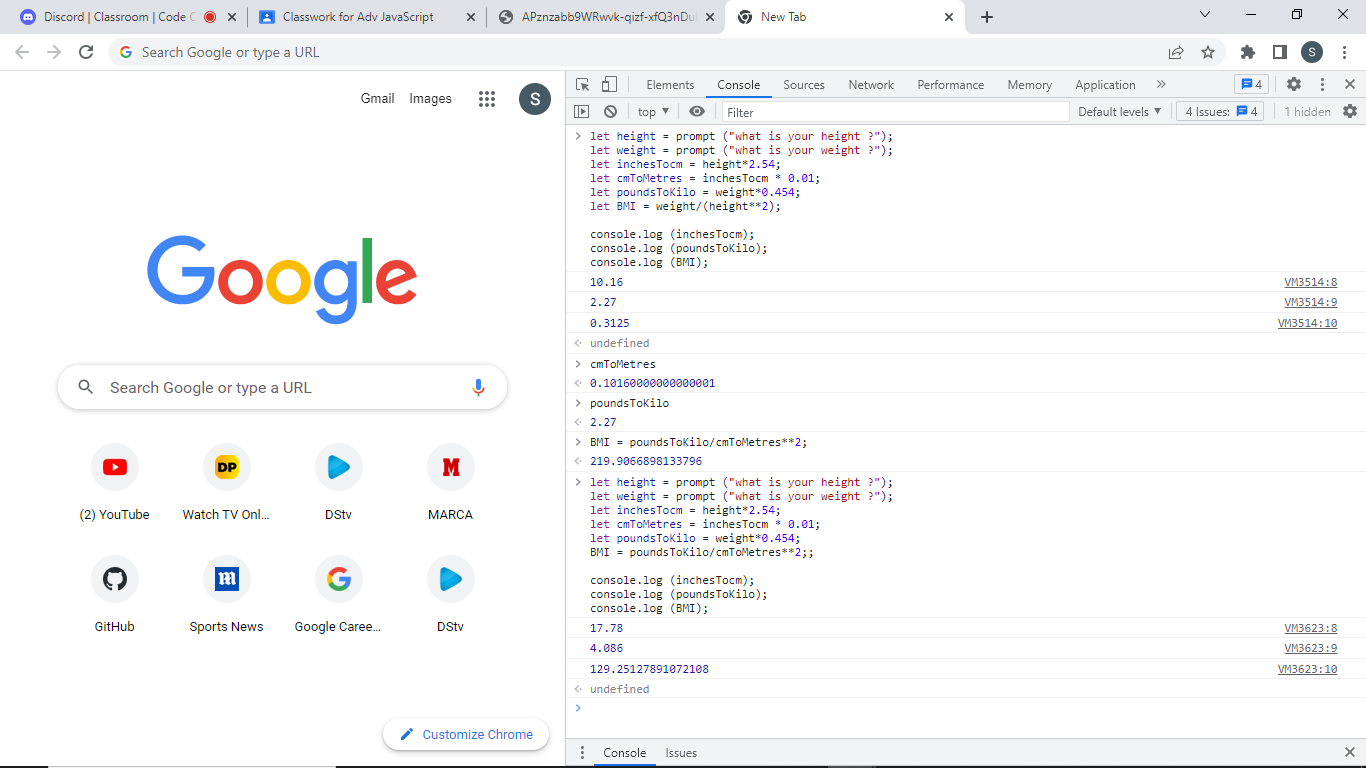 Discord | Classroom | Code C
Classwork for Adv JavaScript
APznzabb9WRwvk-qizf-xfQ3nDu
New Tab
Search Google or type a URL
S
Gmail
Images
S
Google
Search Google or type a URL
(2) YouTube
DP
Watch TV Onl...
DStv
M
MARCA
GitHub
m
Sports News
G
Google Caree...
DStv
Customize Chrome
Elements
Console
Sources
Network
Performance
Memory
Application
4
top
Filter
Default levels
4 Issues:
4
1 hidden
let height = prompt ("what is your height ?");
let weight = prompt ("what is your weight ?");
let inchesTocm = height*2.54;
let cmToMetres = inchesTocm * 0.01;
let poundsToKilo = weight*0.454;
let BMI = weight/(height**2);
console.log (inchesTocm);
console.log (poundsToKilo);
console.log (BMI);
10.16 VM3514:8
2.27 VM3514:9
0.3125 VM3514:10
undefined
cmToMetres
0.10160000000000001
poundsToKilo
2.27
BMI = poundsToKilo/cmToMetres**2;
219.9066898133796
let height = prompt ("what is your height ?");
let weight = prompt ("what is your weight ?");
let inchesTocm = height*2.54;
let cmToMetres = inchesTocm * 0.01;
let poundsToKilo = weight*0.454;
BMI = poundsToKilo/cmToMetres**2;;
console.log (inchesTocm);
console.log (poundsToKilo);
console.log (BMI);
17.78 VM3623:8
4.086 VM3623:9
129.25127891072108 VM3623:10
undefined
Console
Issues